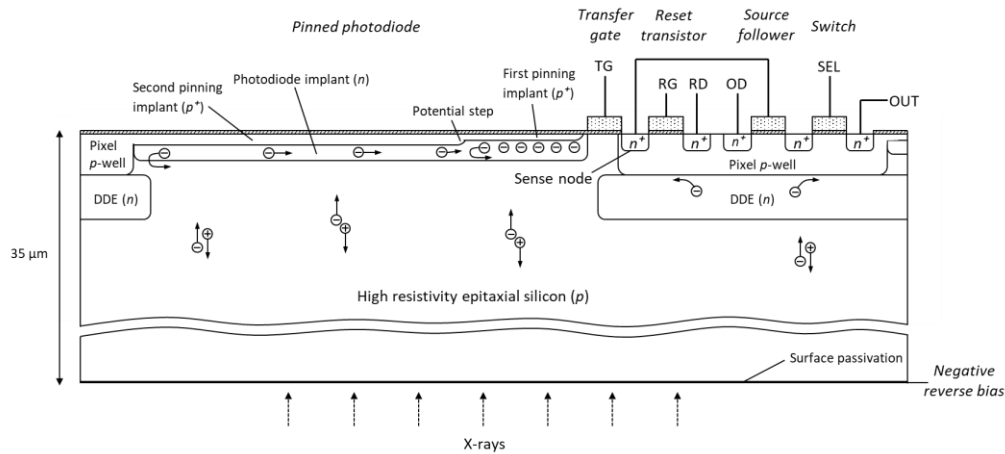 Pinned photodiode
Transfer
gate
Reset
transistor
Source
follower
Switch
TG
RG
RD
OD
SEL
OUT
Second pinning
implant (p⁺)
Photodiode implant (n)
Potential step
First pinning
implant (p⁺)
Pixel
p-well
n⁺
n⁺
n⁺
n⁺
n⁺
Sense node
Pixel p-well
DDE (n)
DDE (n)
35 µm
High resistivity epitaxial silicon (p)
Surface passivation
Negative
reverse bias
X-rays